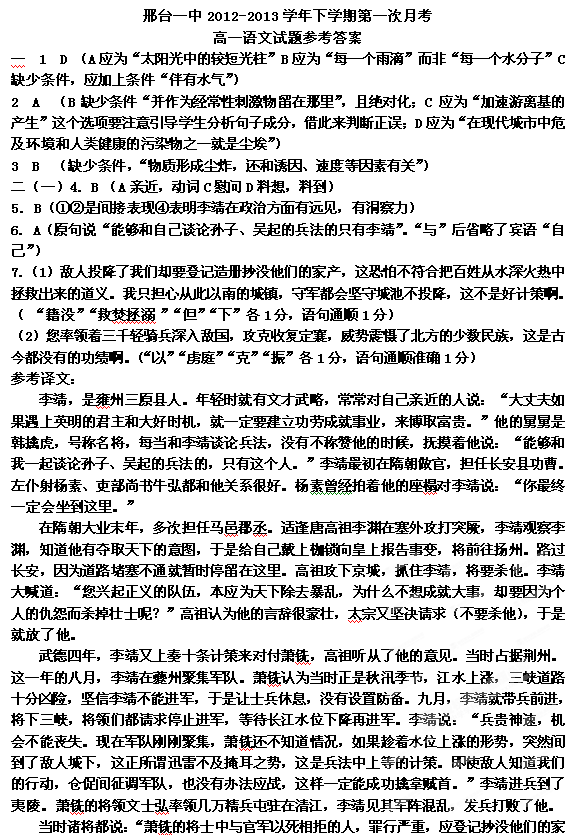 邢台一中 2012-2013 学年下学期第一次月考
高一语文试题参考答案
一 1 D （A 应为“太阳光中的较短光柱”B 应为“每一个雨滴”而非“每一个水分子”C
缺少条件，应加上条件“伴有水气”)
2 A （B 缺少条件“并作为经常性刺激物留在那里”，且绝对化；C 应为“加速游离基的
产生”这个选项要注意引导学生分析句子成分，借此来判断正误；D 应为“在现代城市中危
及环境和人类健康的污染物之一就是尘埃”)
3 B （缺少条件，“物质形成尘炸，还和诱因、速度等因素有关”)
二（一）4．B（A 亲近，动词 C 慰问 D 料想，料到）
5．B（①②是间接表现④表明李靖在政治方面有远见，有洞察力）
6．A（原句说“能够和自己谈论孙子、吴起的兵法的只有李靖”。“与”后省略了宾语“自
己”)
7．（1）敌人投降了我们却要登记造册抄没他们的家产，这恐怕不符合把百姓从水深火热中
拯救出来的道义。我只担心从此以南的城镇，守军都会坚守城池不投降，这不是好计策啊。
（ “籍没”“救焚拯溺 ”“但”“下”各 1 分，语句通顺 1 分）
（2）您率领着三千轻骑兵深入敌国，攻克收复定襄，威势震慑了北方的少数民族，这是古
今都没有的功绩啊。（“以”“虏庭”“克”“振”各 1 分，语句通顺准确 1 分）
参考译文：
李靖，是雍州三原县人。年轻时就有文才武略，常常对自己亲近的人说：“大丈夫如
果遇上英明的君主和大好时机，就一定要建立功劳成就事业，来博取富贵。”他的舅舅是
韩擒虎，号称名将，每当和李靖谈论兵法，没有不称赞他的时候，抚摸着他说：“能够和
我一起谈论孙子、吴起的兵法的，只有这个人。”李靖最初在隋朝做官，担任长安县功曹。
左仆射杨素、吏部尚书牛弘都和他关系很好。杨素曾经拍着他的座榻对李靖说：“你最终
一定会坐到这里。”
在隋朝大业末年，多次担任马邑郡丞。适逢唐高祖李渊在塞外攻打突厥，李靖观察李
渊，知道他有夺取天下的意图，于是给自己戴上枷锁向皇上报告事变，将前往扬州。路过
长安，因为道路堵塞不通就暂时停留在这里。高祖攻下京城，抓住李靖，将要杀他。李靖
大喊道：“您兴起正义的队伍，本应为天下除去暴乱，为什么不想成就大事，却要因为个
人的仇怨而杀掉壮士呢？”高祖认为他的言辞很豪壮，太宗又坚决请求（不要杀他），于是
就放了他。
武德四年，李靖又上奏十条计策来对付萧铣，高祖听从了他的意见。当时占据荆州。
这一年的八月，李靖在夔州聚集军队。萧铣认为当时正是秋汛季节，江水上涨，三峡道路
十分凶险，坚信李靖不能进军，于是让士兵休息，没有设置防备。九月，李靖就带兵前进，
将下三峡，将领们都请求停止进军，等待长江水位下降再进军。李靖说：“兵贵神速，机
会不能丧失。现在军队刚刚聚集，萧铣还不知道情况，如果趁着水位上涨的形势，突然间
到了敌人城下，这正所谓迅雷不及掩耳之势，这是兵法中上等的计策。即使敌人知道我们
的行动，仓促间征调军队，也没有办法应战，这样一定能成功擒拿贼首。”李靖进兵到了
夷陵。萧铣的将领文士弘率领几万精兵屯驻在清江，李靖见其军阵混乱，发兵打败了他。
当时诸将都说：“萧铣的将士中与官军以死相拒的人，罪行严重，应登记抄没他们的家